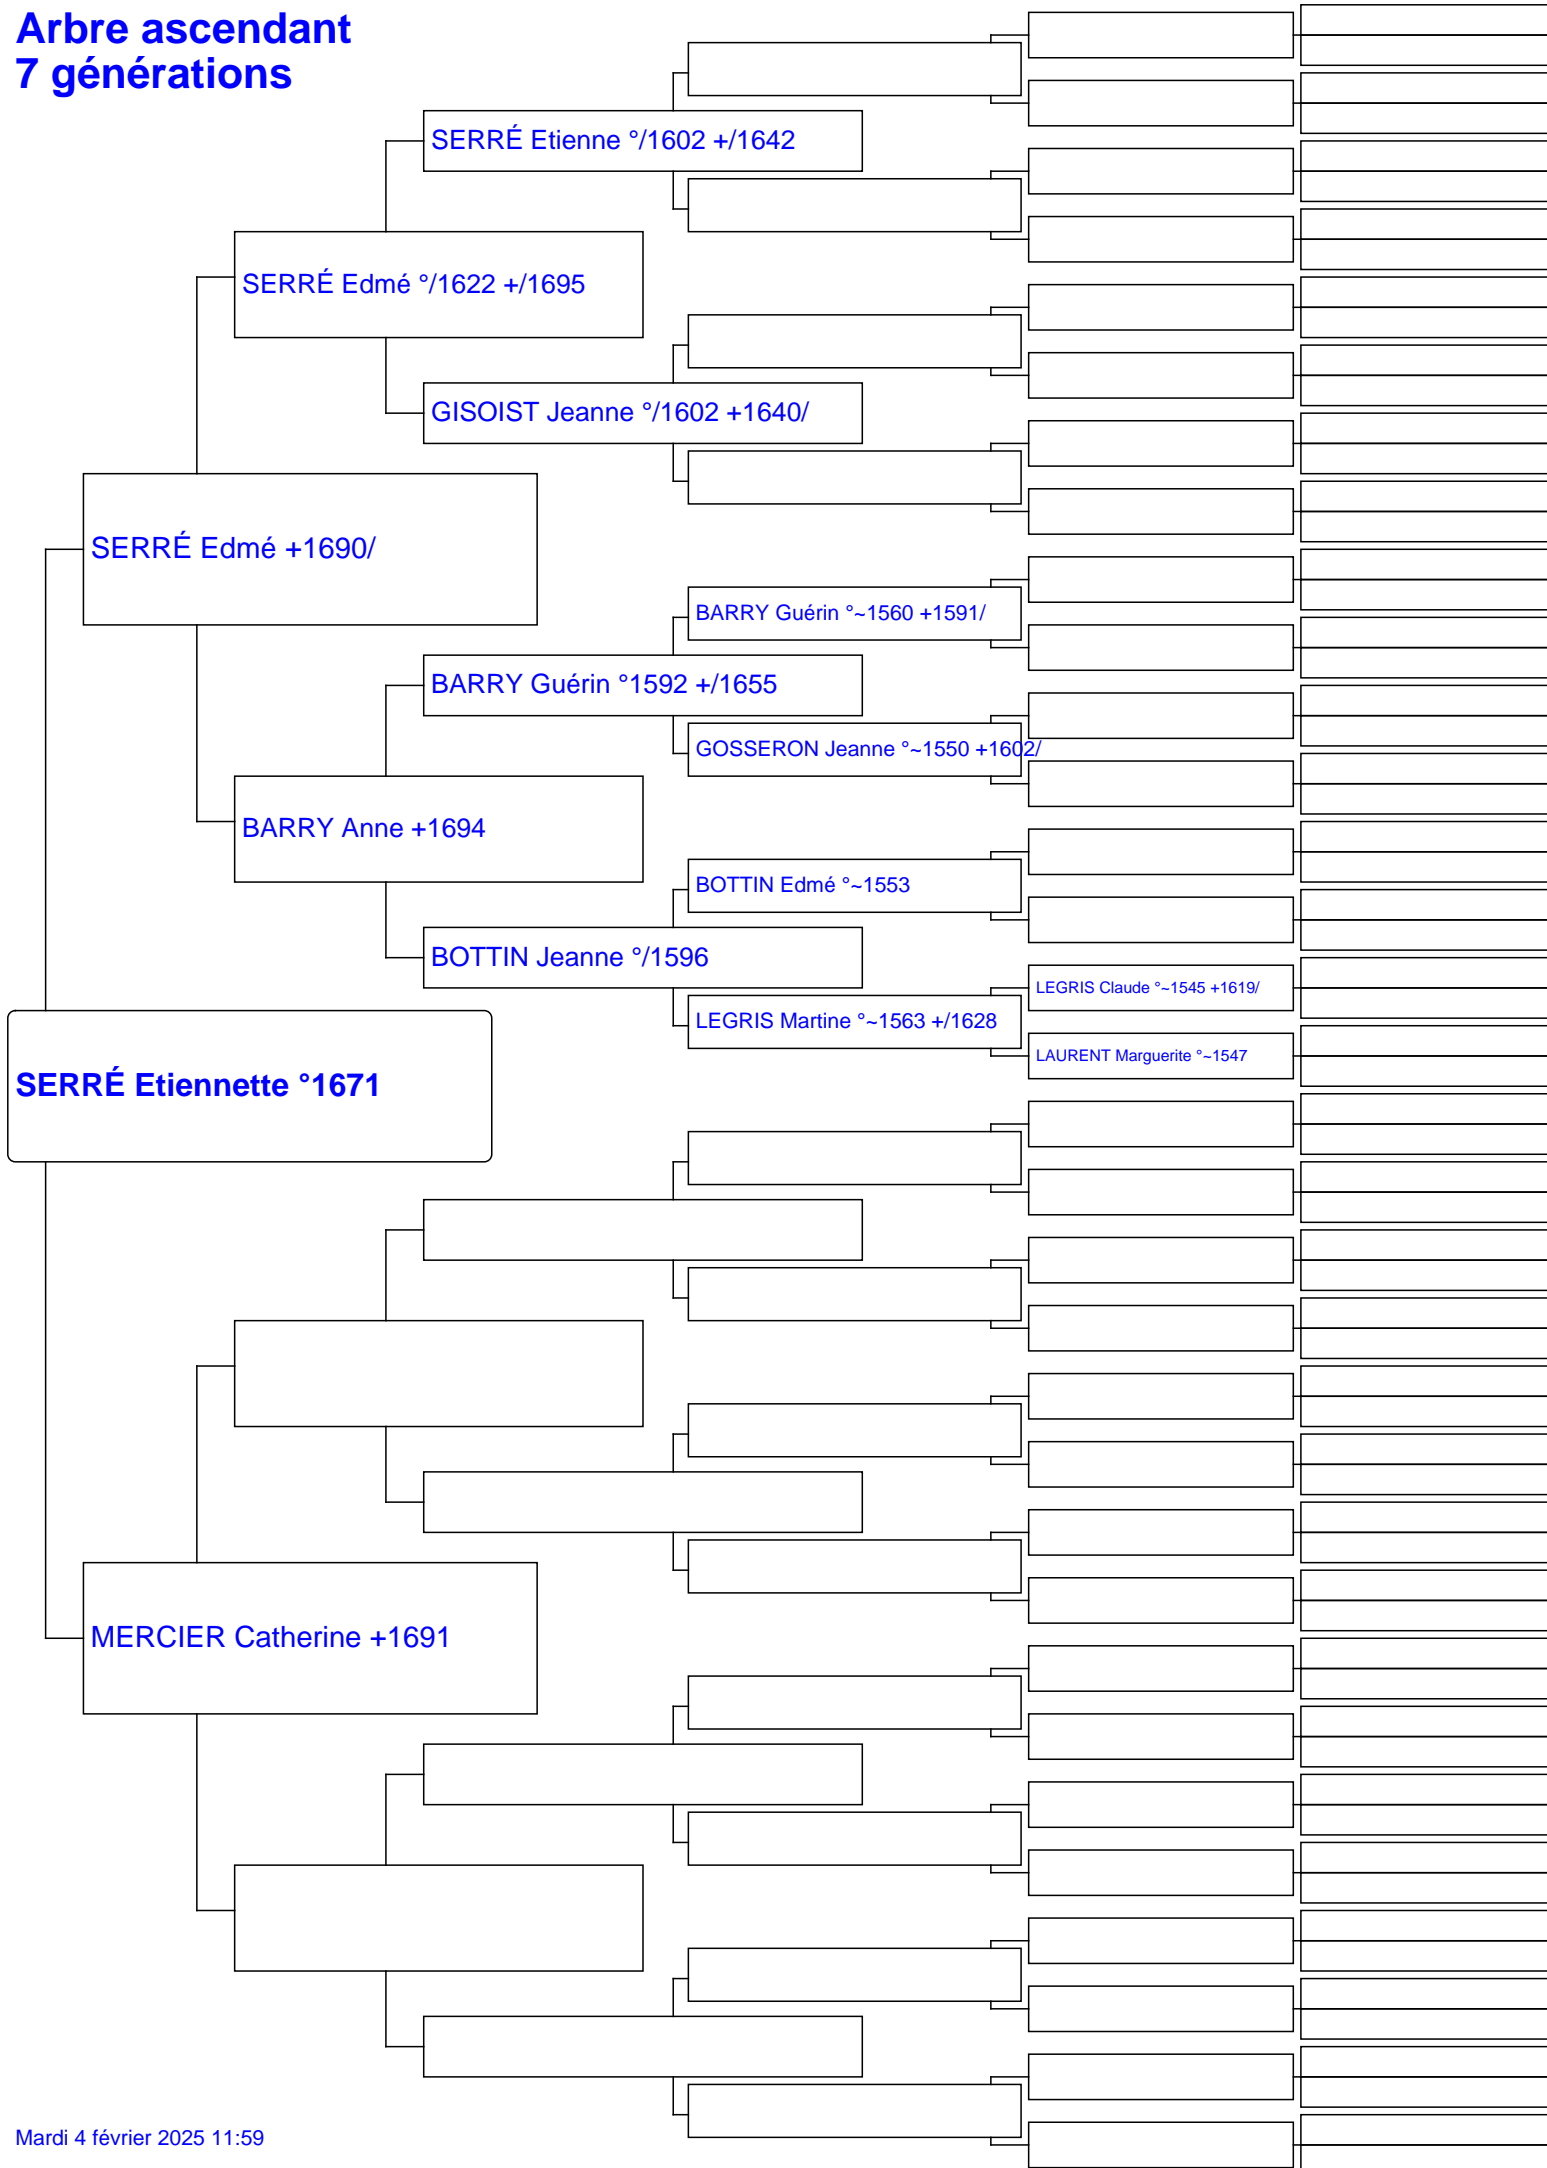 Arbre ascendant
7 générations
SERRÉ Etienne °/1602 +/1642
SERRÉ Edmé °/1622 +/1695
GISOIST Jeanne °/1602 +1640/
SERRÉ Edmé +1690/
BARRY Guérin °~1560 +1591/
BARRY Guérin °1592 +/1655
GOSSERON Jeanne °~1550 +1602/
BARRY Anne +1694
BOTTIN Edmé °~1553
BOTTIN Jeanne °/1596
LEGRIS Claude °~1545 +1619/
LEGRIS Martine °~1563 +/1628
LAURENT Marguerite °~1547
SERRÉ Etiennette °1671
MERCIER Catherine +1691
Mardi 4 février 2025 11:59